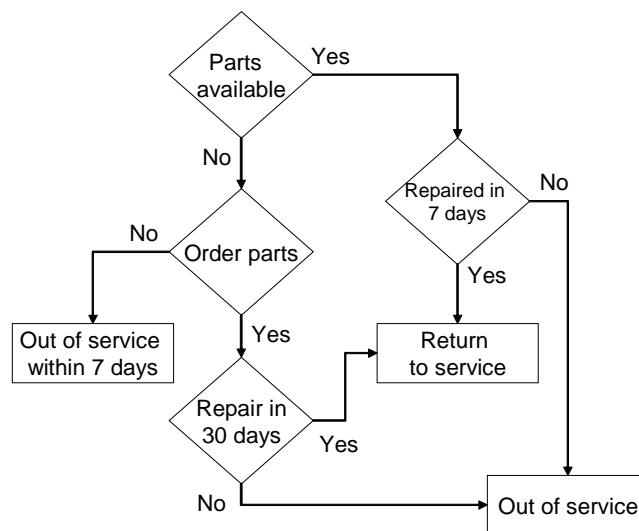 Parts
available
Yes
No
Repaired in
7 days
No
No
Order parts
Yes
Yes
Out of service
within 7 days
Return
to service
Repair in
30 days
Yes
No
Out of service